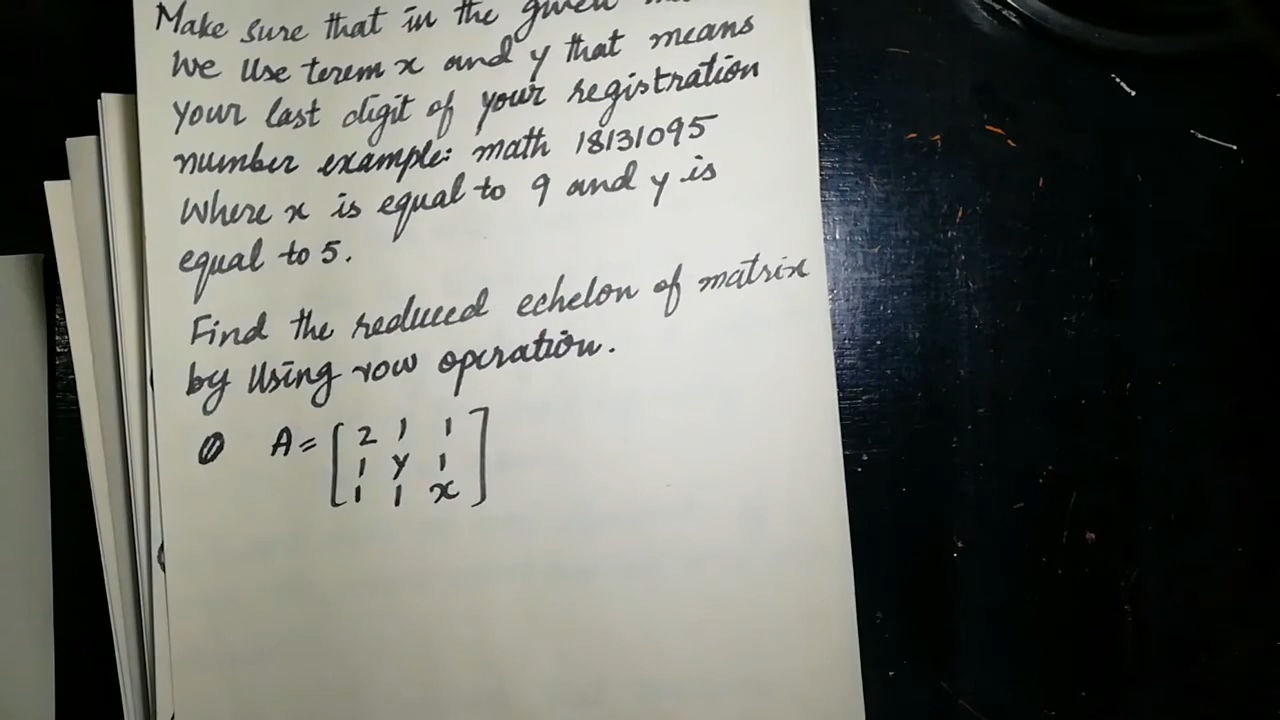 Make sure that in the given
We Use terem x and y that means
your last digit of your registration
number example: math 18131095
Where x is equal to 9 and y is
equal to 5.
Find the reduced echelon of matrix
by Using row operation.
A = [ 2 1 1
1 y 1
1 1 x ]